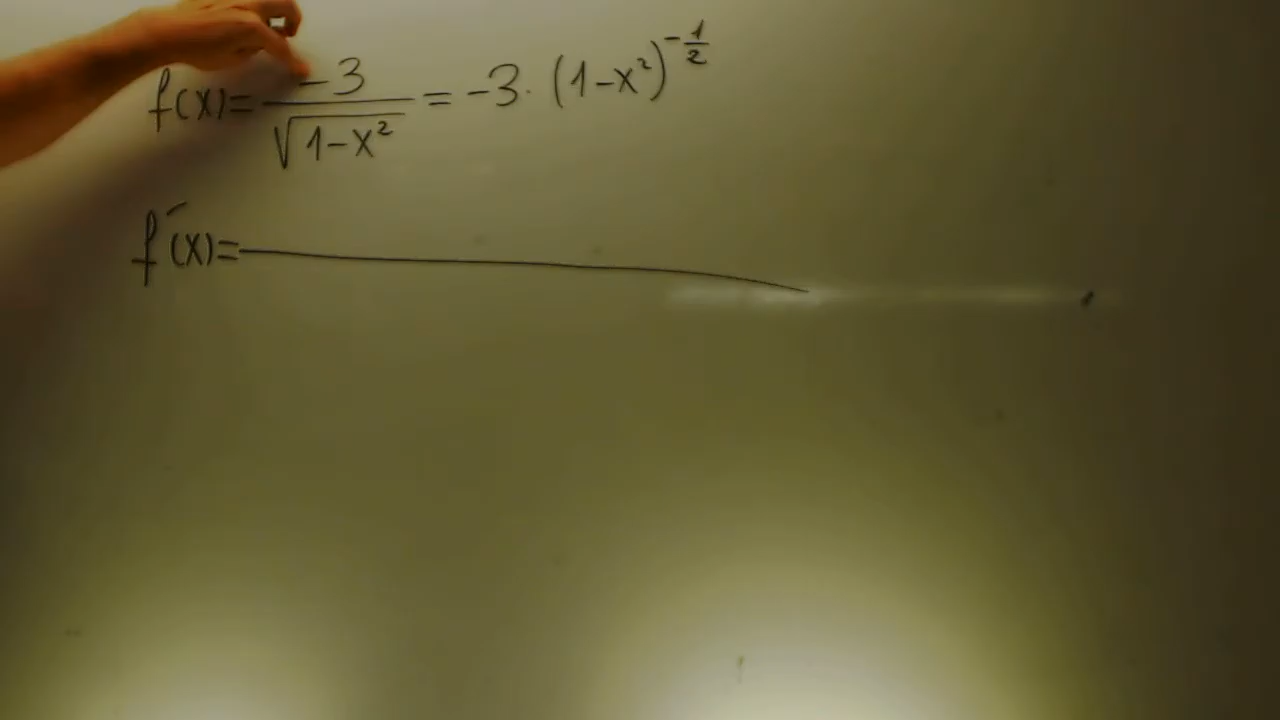 f(x)= -3/√(1-x²) = -3·(1-x²)^(-1/2)
f´(x)=